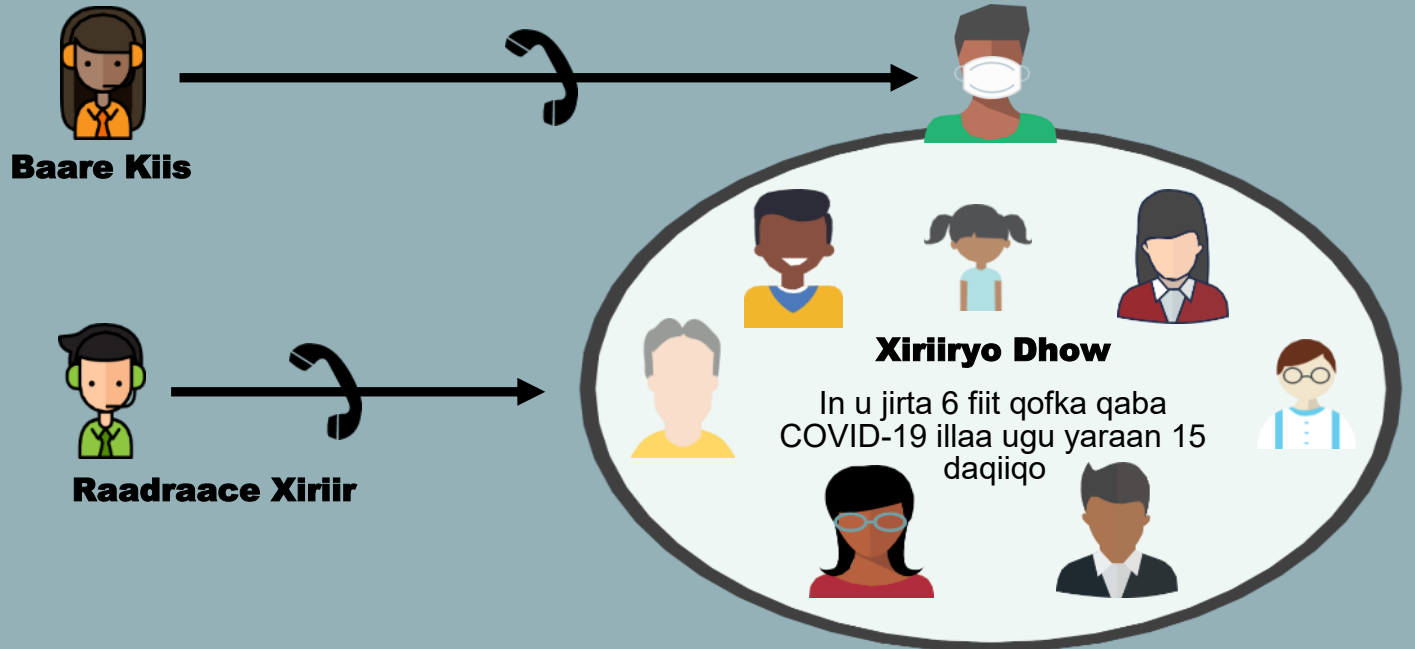 Baare Kiis
Raadraace Xiriir
Xiriiryo Dhow
In u jirta 6 fiit qofka qaba
COVID-19 illaa ugu yaraan 15
daqiiqo